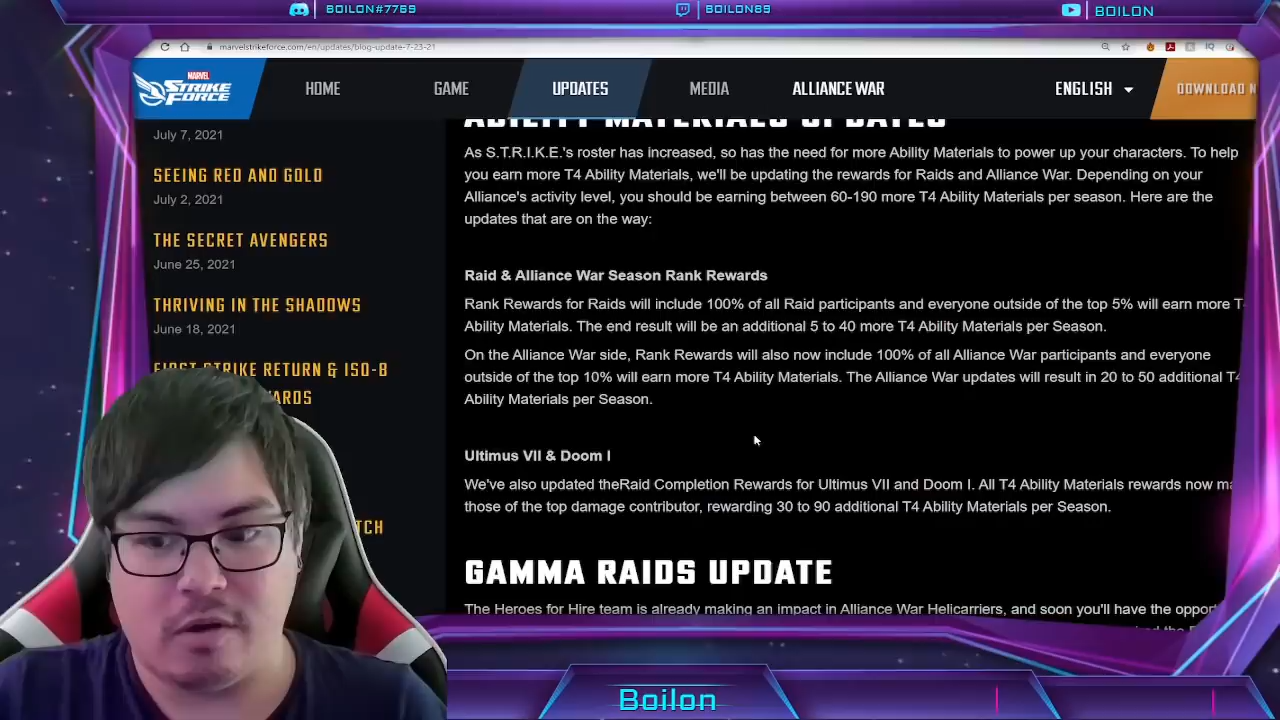 BOILON#7769
BOILON89
BOILON
marvelstrikeforce.com/en/updates/blog-update-7-23-21
MARVEL
STRIKE
FORCE
HOME
GAME
UPDATES
MEDIA
ALLIANCE WAR
ENGLISH
DOWNLOAD
July 7, 2021
SEEING RED AND GOLD
July 2, 2021
THE SECRET AVENGERS
June 25, 2021
THRIVING IN THE SHADOWS
June 18, 2021
FIRST STRIKE RETURN & ISO-8
ABILITY MATERIALS UPDATES
As S.T.R.I.K.E.'s roster has increased, so has the need for more Ability Materials to power up your characters. To help
you earn more T4 Ability Materials, we'll be updating the rewards for Raids and Alliance War. Depending on your
Alliance's activity level, you should be earning between 60-190 more T4 Ability Materials per season. Here are the
updates that are on the way:
Raid & Alliance War Season Rank Rewards
Rank Rewards for Raids will include 100% of all Raid participants and everyone outside of the top 5% will earn more
Ability Materials. The end result will be an additional 5 to 40 more T4 Ability Materials per Season.
On the Alliance War side, Rank Rewards will also now include 100% of all Alliance War participants and everyone
outside of the top 10% will earn more T4 Ability Materials. The Alliance War updates will result in 20 to 50 additional T4
Ability Materials per Season.
Ultimus VII & Doom I
We've also updated theRaid Completion Rewards for Ultimus VII and Doom I. All T4 Ability Materials rewards now
those of the top damage contributor, rewarding 30 to 90 additional T4 Ability Materials per Season.
GAMMA RAIDS UPDATE
The Heroes for Hire team is already making an impact in Alliance War Helicarriers, and soon you'll have the
Boilon